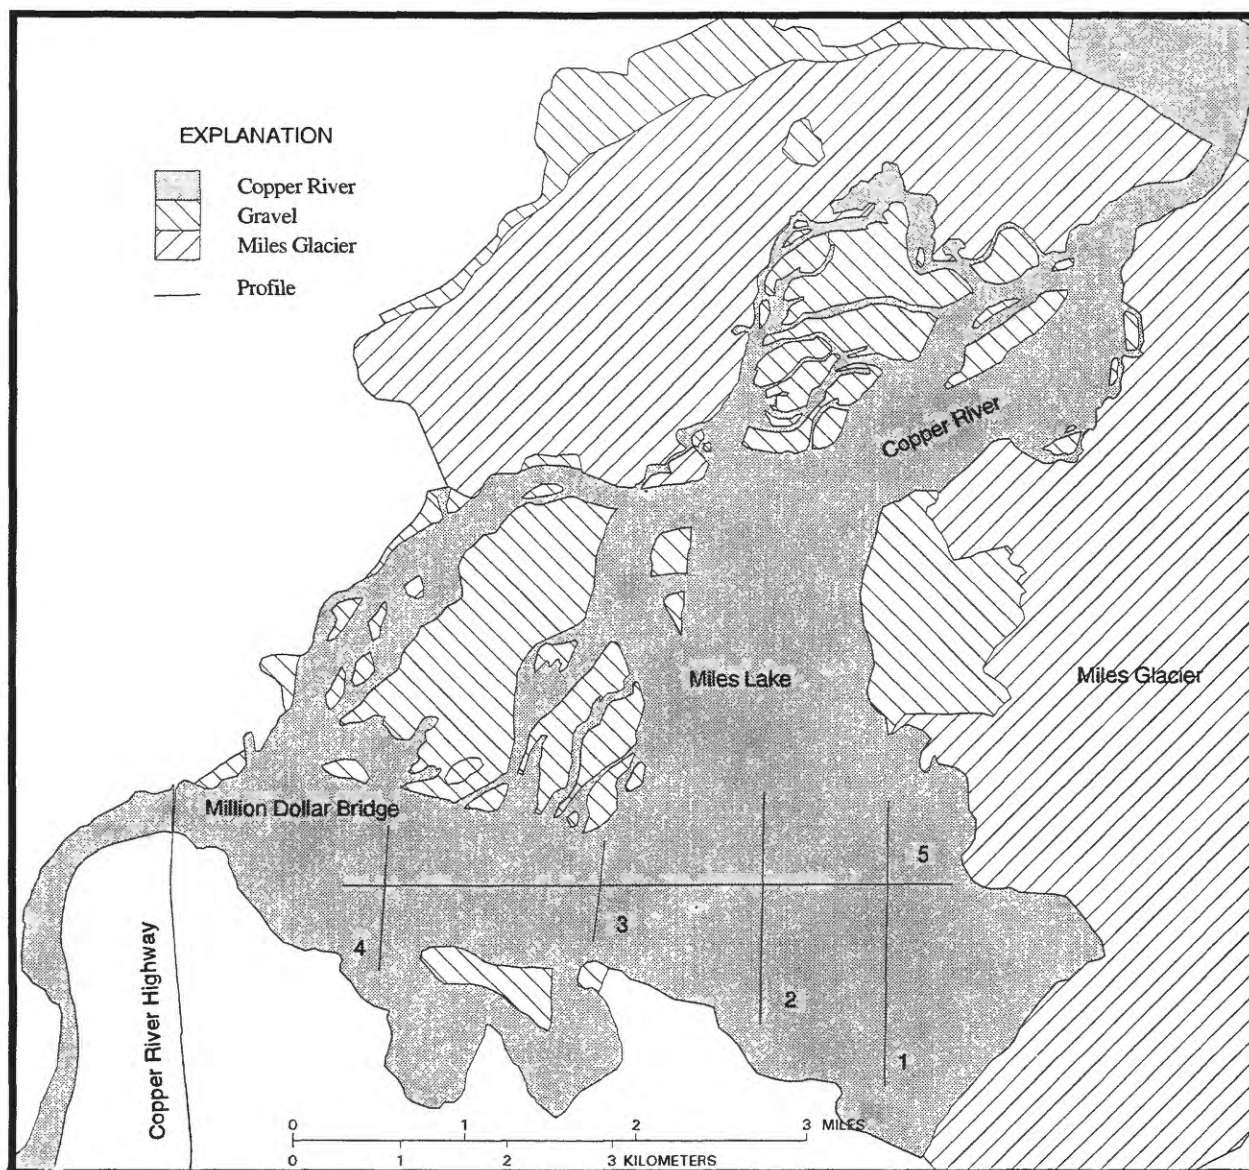 EXPLANATION
Copper River
Gravel
Miles Glacier
Profile
Copper River
Miles Lake
Miles Glacier
Million Dollar Bridge
5
3
4
2
1
Copper River Highway
0 1 2 3 MILES
0 1 2 3 KILOMETERS